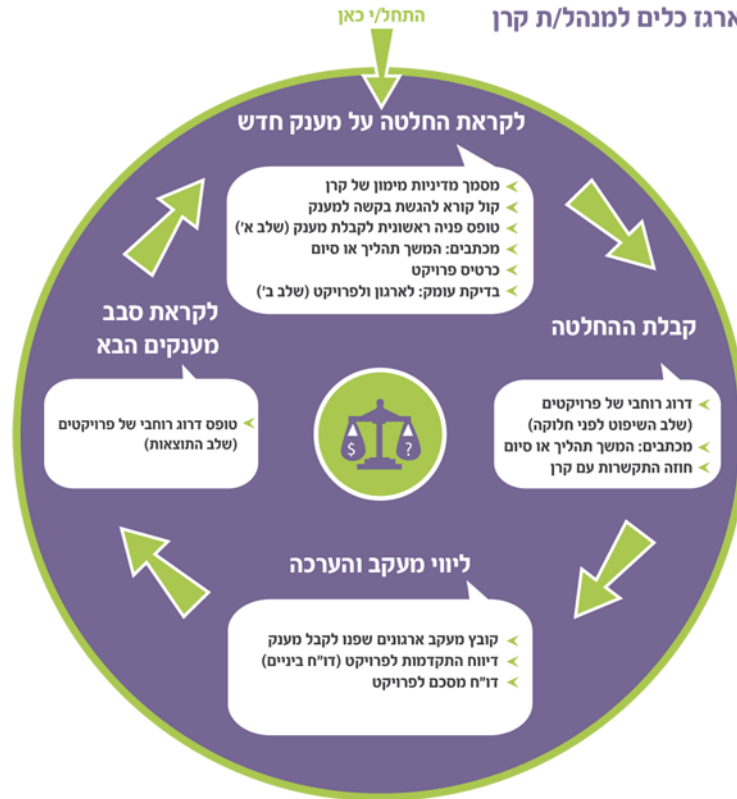 ארגז כלים למנהל/ת קרן
התחל/י כאן
לקראת החלטה על מענק חדש
מסמך מדיניות מימון של קרן
קול קורא להגשת בקשה למענק
טופס פניה ראשונית לקבלת מענק (שלב א')
מכתבים: המשך תהליך או סיום
כרטיס פרויקט
בדיקת עומק: לארגון ולפרויקט (שלב ב')
קבלת ההחלטה
דרוג רוחבי של פרויקטים
(שלב השיפוט לפני חלוקה)
מכתבים: המשך תהליך או סיום
חוזה התקשרות עם קרן
ליווי מעקב והערכה
קובץ מעקב ארגונים שפנו לקבל מענק
דיווח התקדמות לפרויקט (דו"ח ביניים)
דו"ח מסכם לפרויקט
לקראת סבב
מענקים הבא
טופס דרוג רוחבי של פרויקטים
(שלב התוצאות)
$ ?